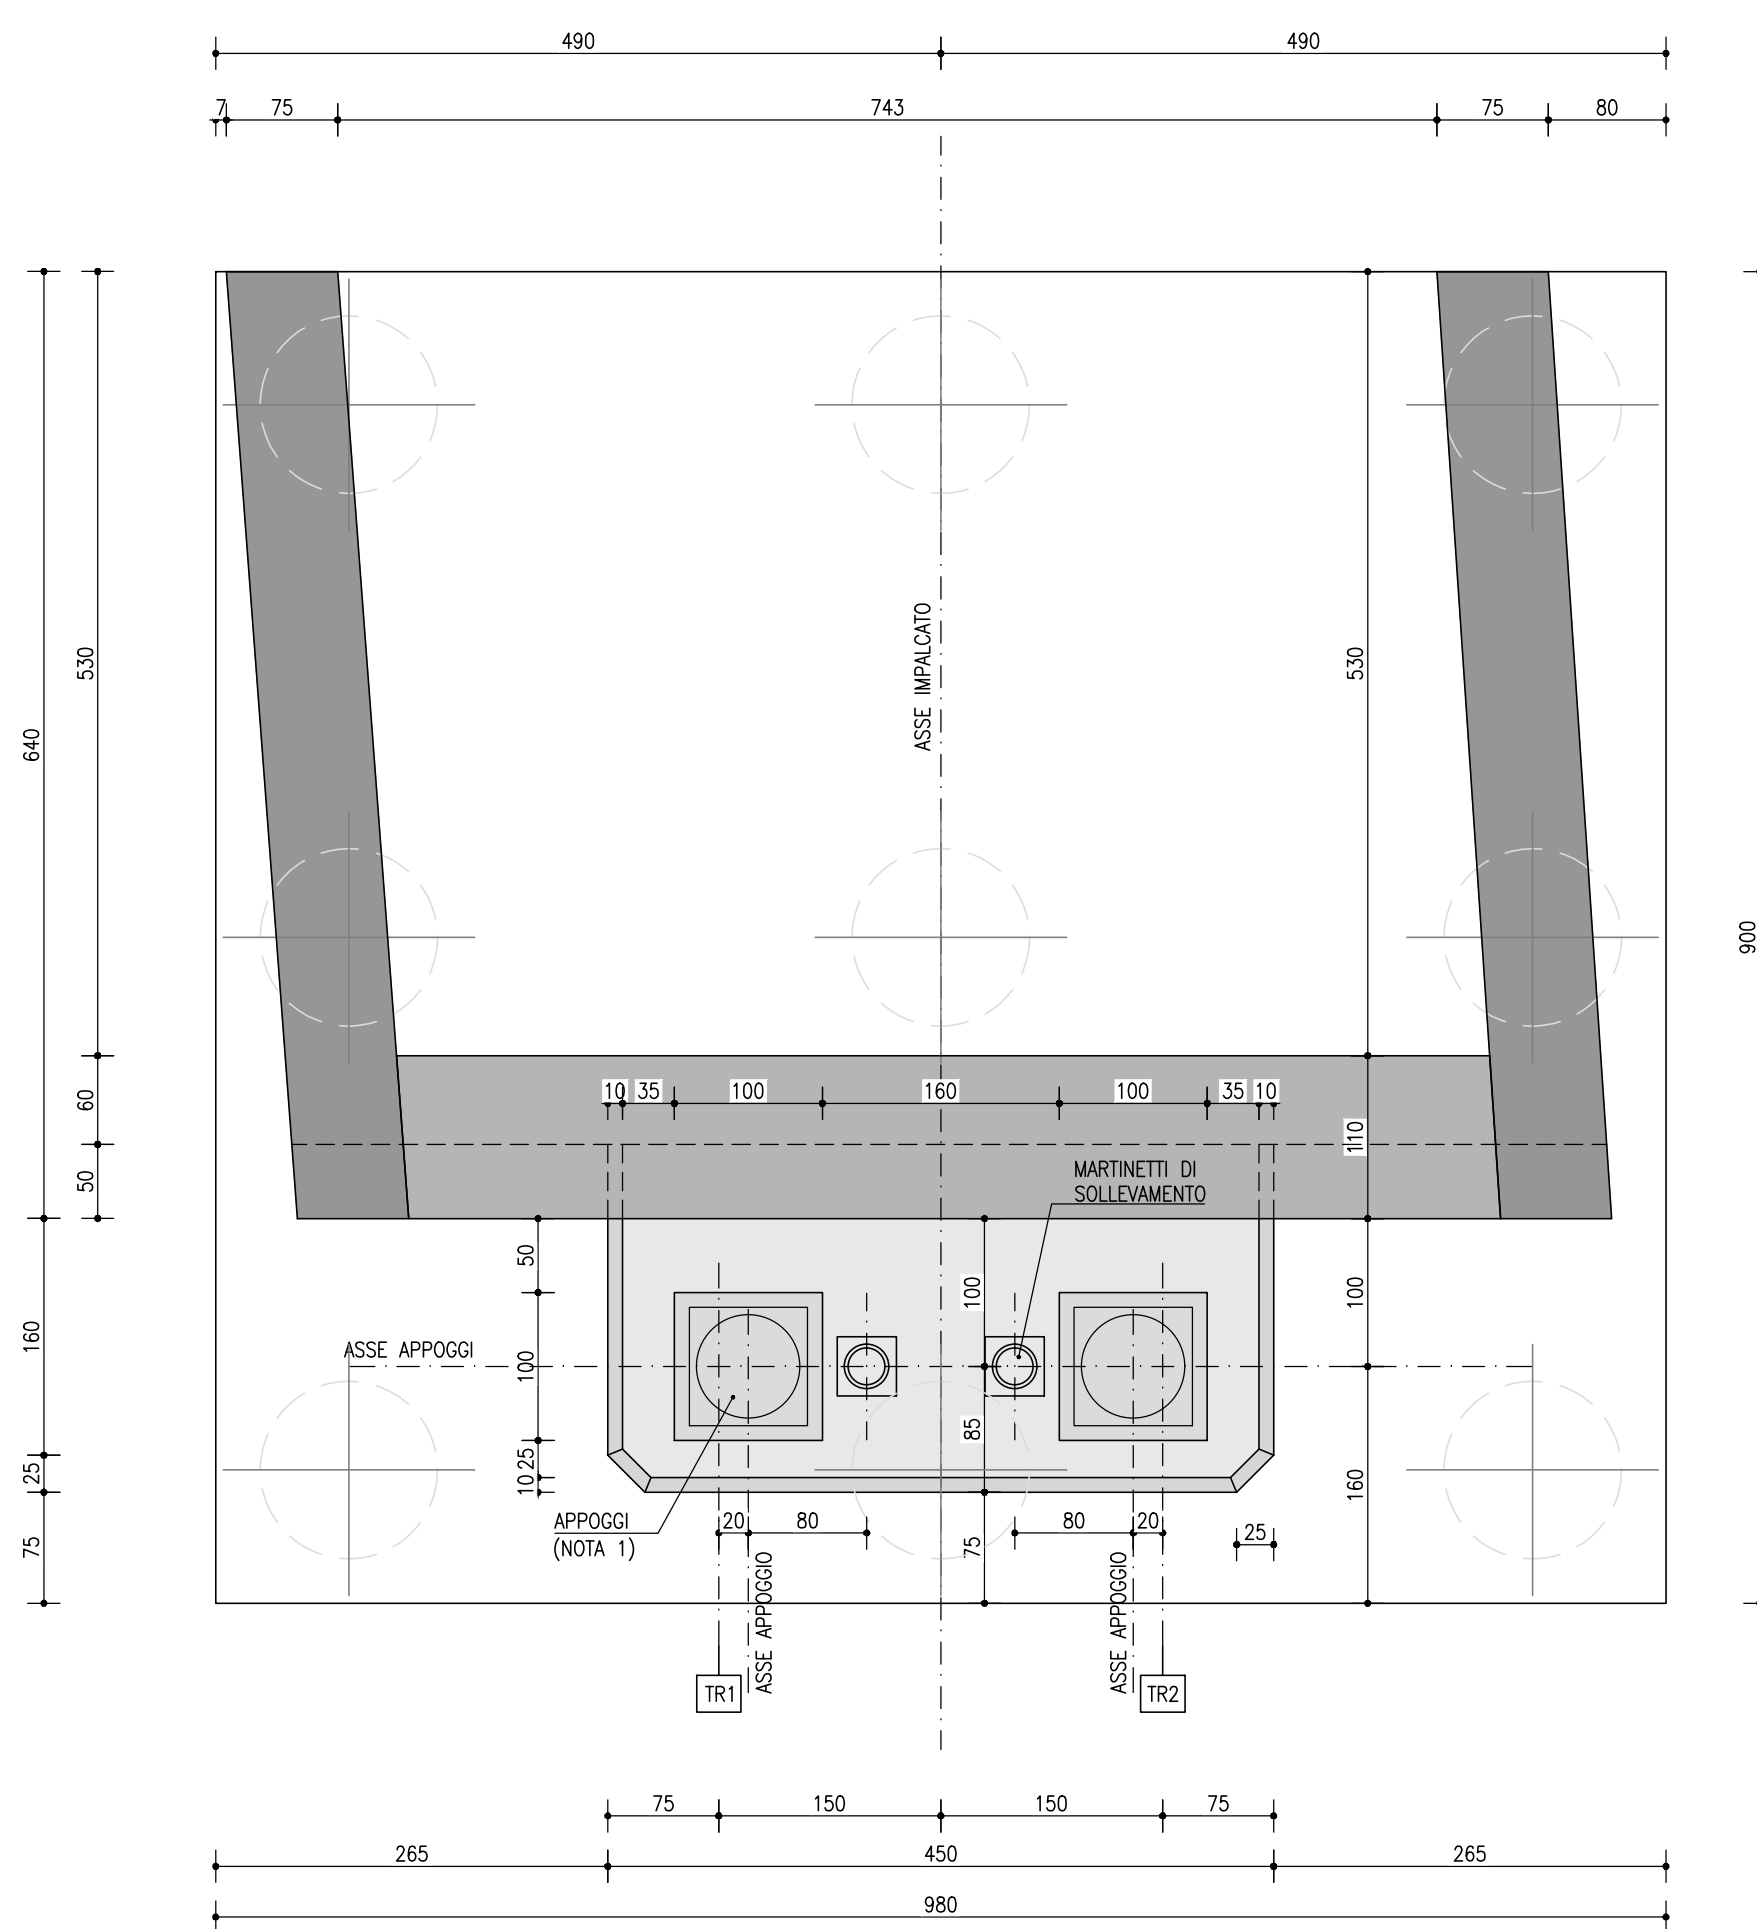 490 490
7 75 743 75 80
ASSE IMPALCATO
530
640
530
900
60
50
10 35 100 160 100 35 10
110
MARTINETTI DI
SOLLEVAMENTO
50
100
100
160
ASSE APPOGGI
100
85
25
10
25
160
75
APPOGGI
(NOTA 1)
20 80 80 20
25
75
ASSE APPOGGIO
ASSE APPOGGIO
TR1
TR2
75 150 150 75
265 450 265
980